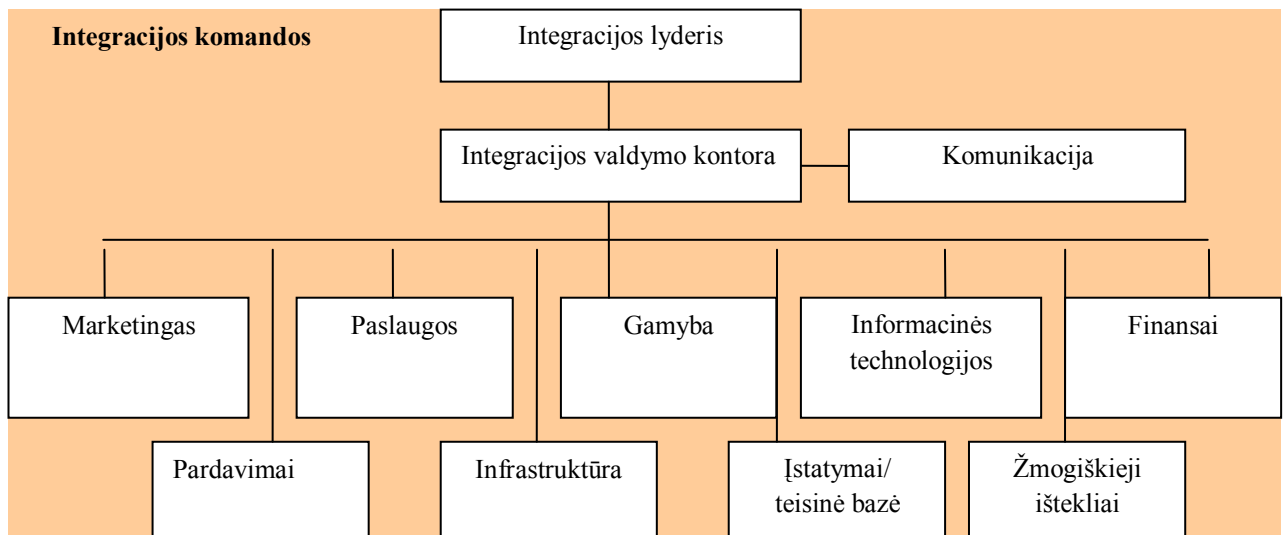 Integracijos komandos
Integracijos lyderis
Integracijos valdymo kontora
Komunikacija
Marketingas
Paslaugos
Gamyba
Informacinės
technologijos
Finansai
Pardavimai
Infrastruktūra
Įstatymai/
teisinė bazė
Žmogiškieji
ištekliai